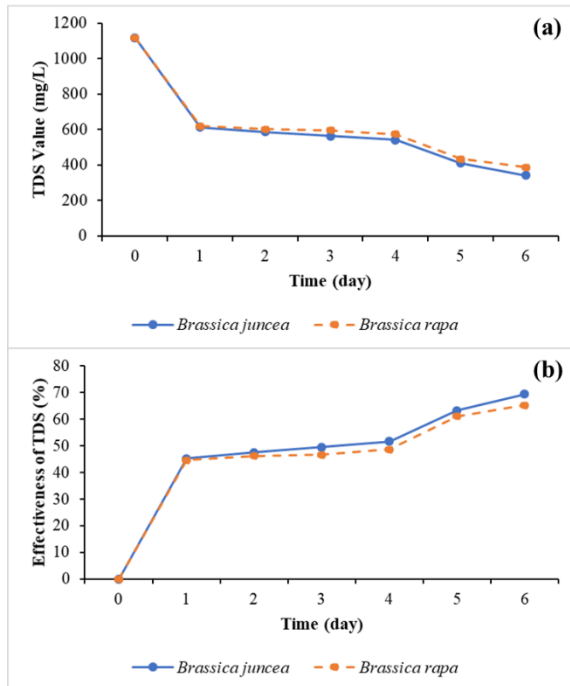 (a)
TDS Value (mg/L)
1200
1000
800
600
400
200
0
0 1 2 3 4 5 6
Time (day)
Brassica juncea Brassica rapa
(b)
Effectiveness of TDS (%)
80
70
60
50
40
30
20
10
0
0 1 2 3 4 5 6
Time (day)
Brassica juncea Brassica rapa